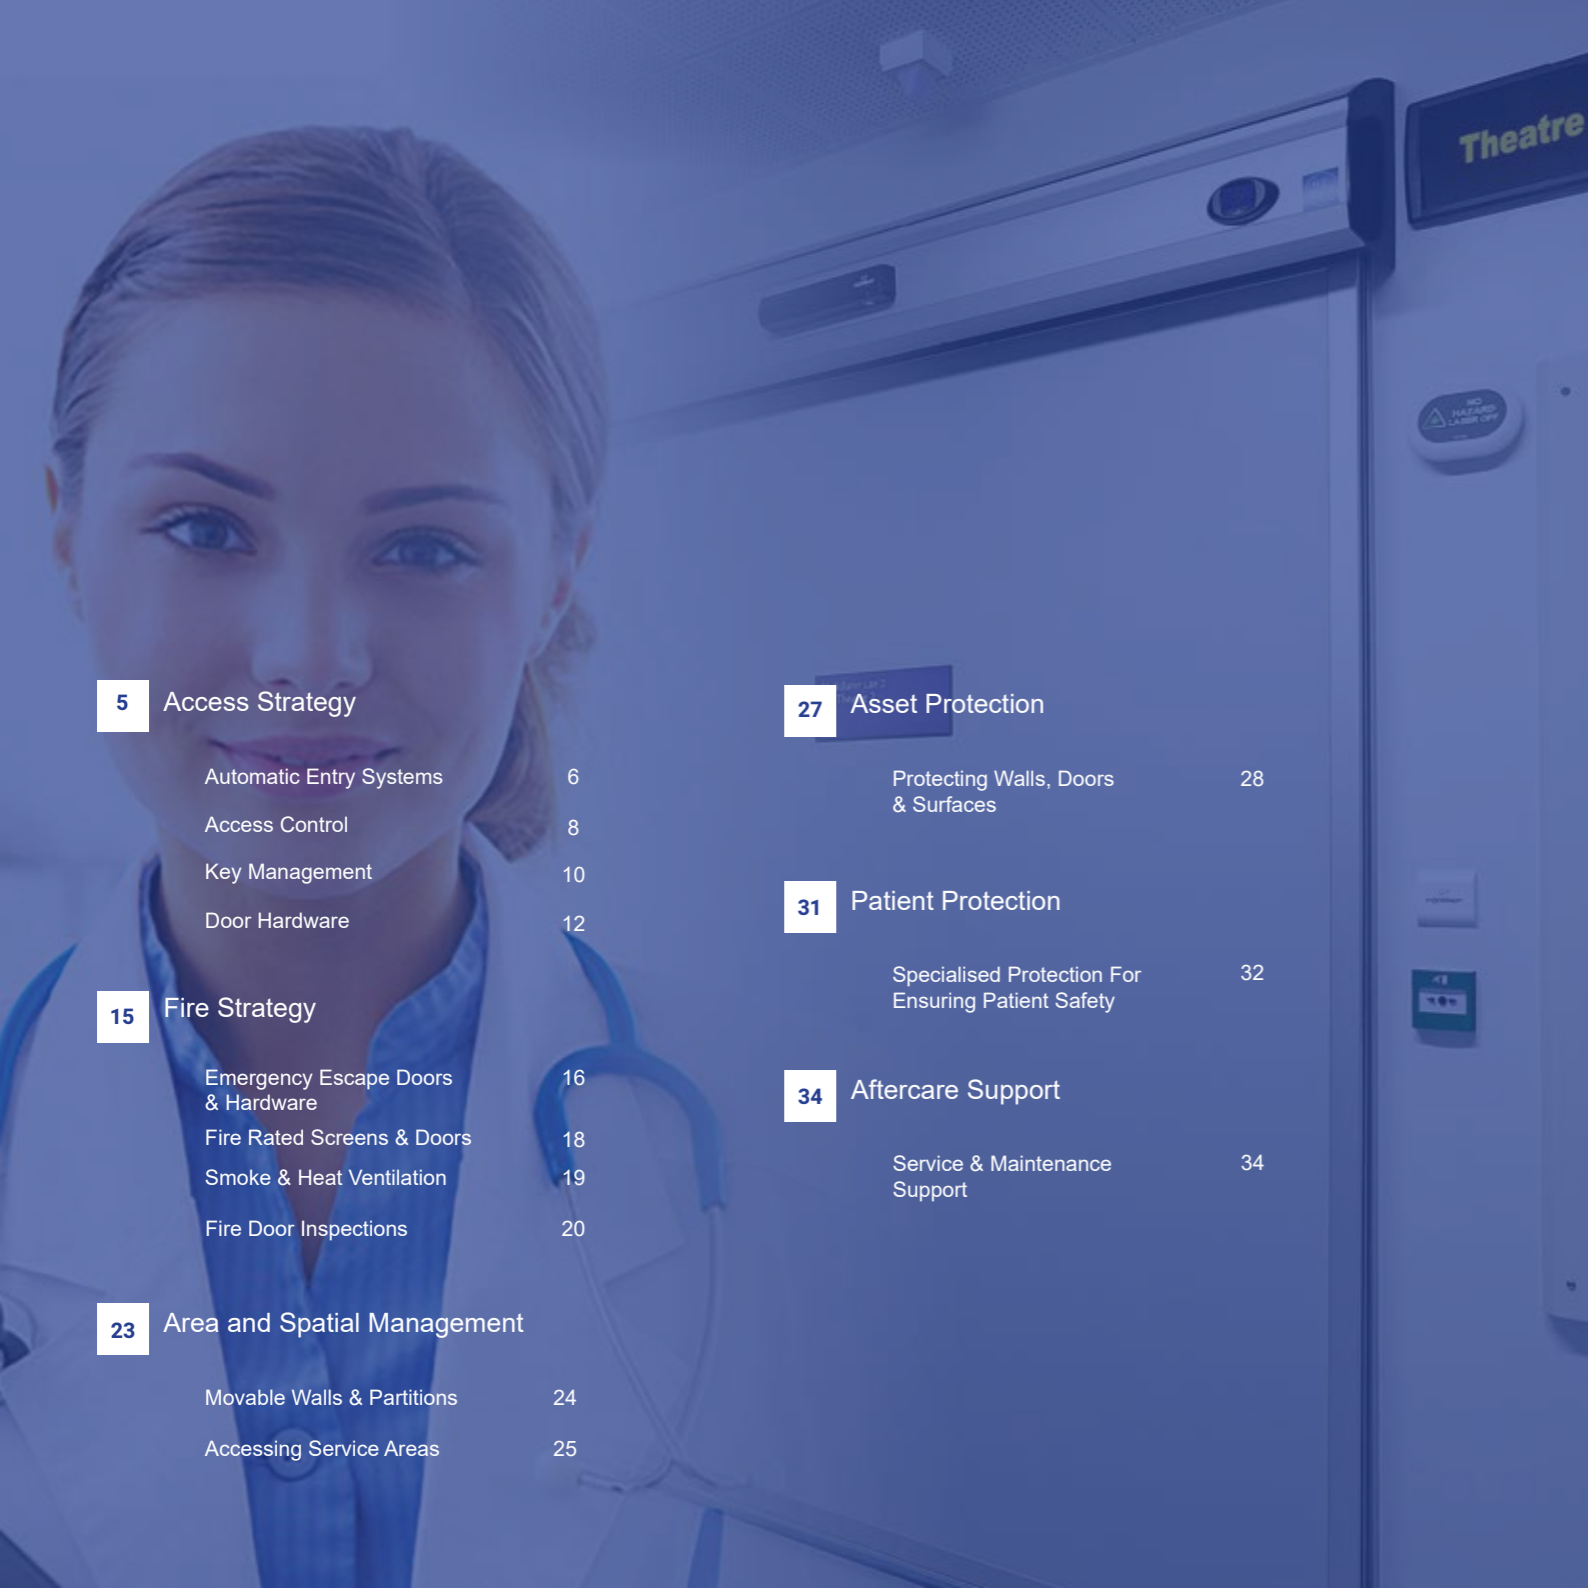 Theatre
NO
HAZARD
LASER OFF
5
Access Strategy
Automatic Entry Systems 6
Access Control 8
Key Management 10
Door Hardware 12
15
Fire Strategy
Emergency Escape Doors 16
& Hardware
Fire Rated Screens & Doors 18
Smoke & Heat Ventilation 19
Fire Door Inspections 20
23
Area and Spatial Management
Movable Walls & Partitions 24
Accessing Service Areas 25
27
Asset Protection
Protecting Walls, Doors 28
& Surfaces
31
Patient Protection
Specialised Protection For 32
Ensuring Patient Safety
34
Aftercare Support
Service & Maintenance 34
Support